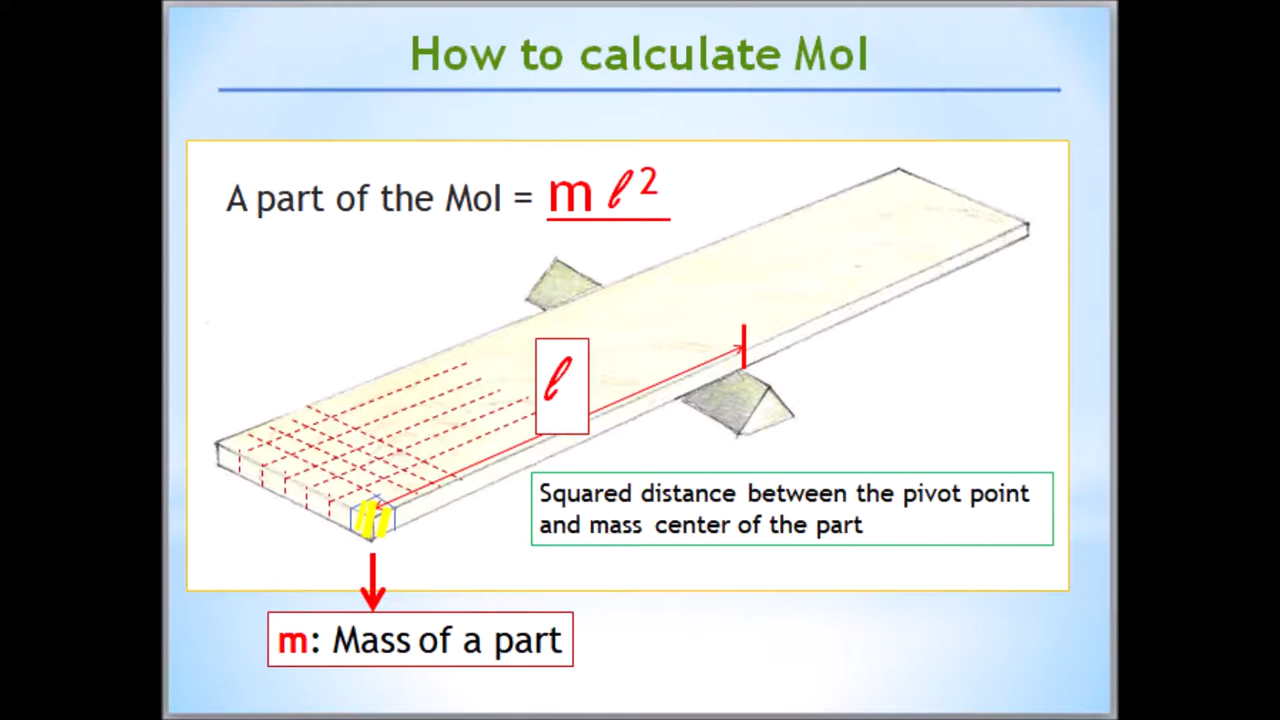 How to calculate MoI
A part of the MoI = m ℓ²
ℓ
Squared distance between the pivot point
and mass center of the part
m: Mass of a part